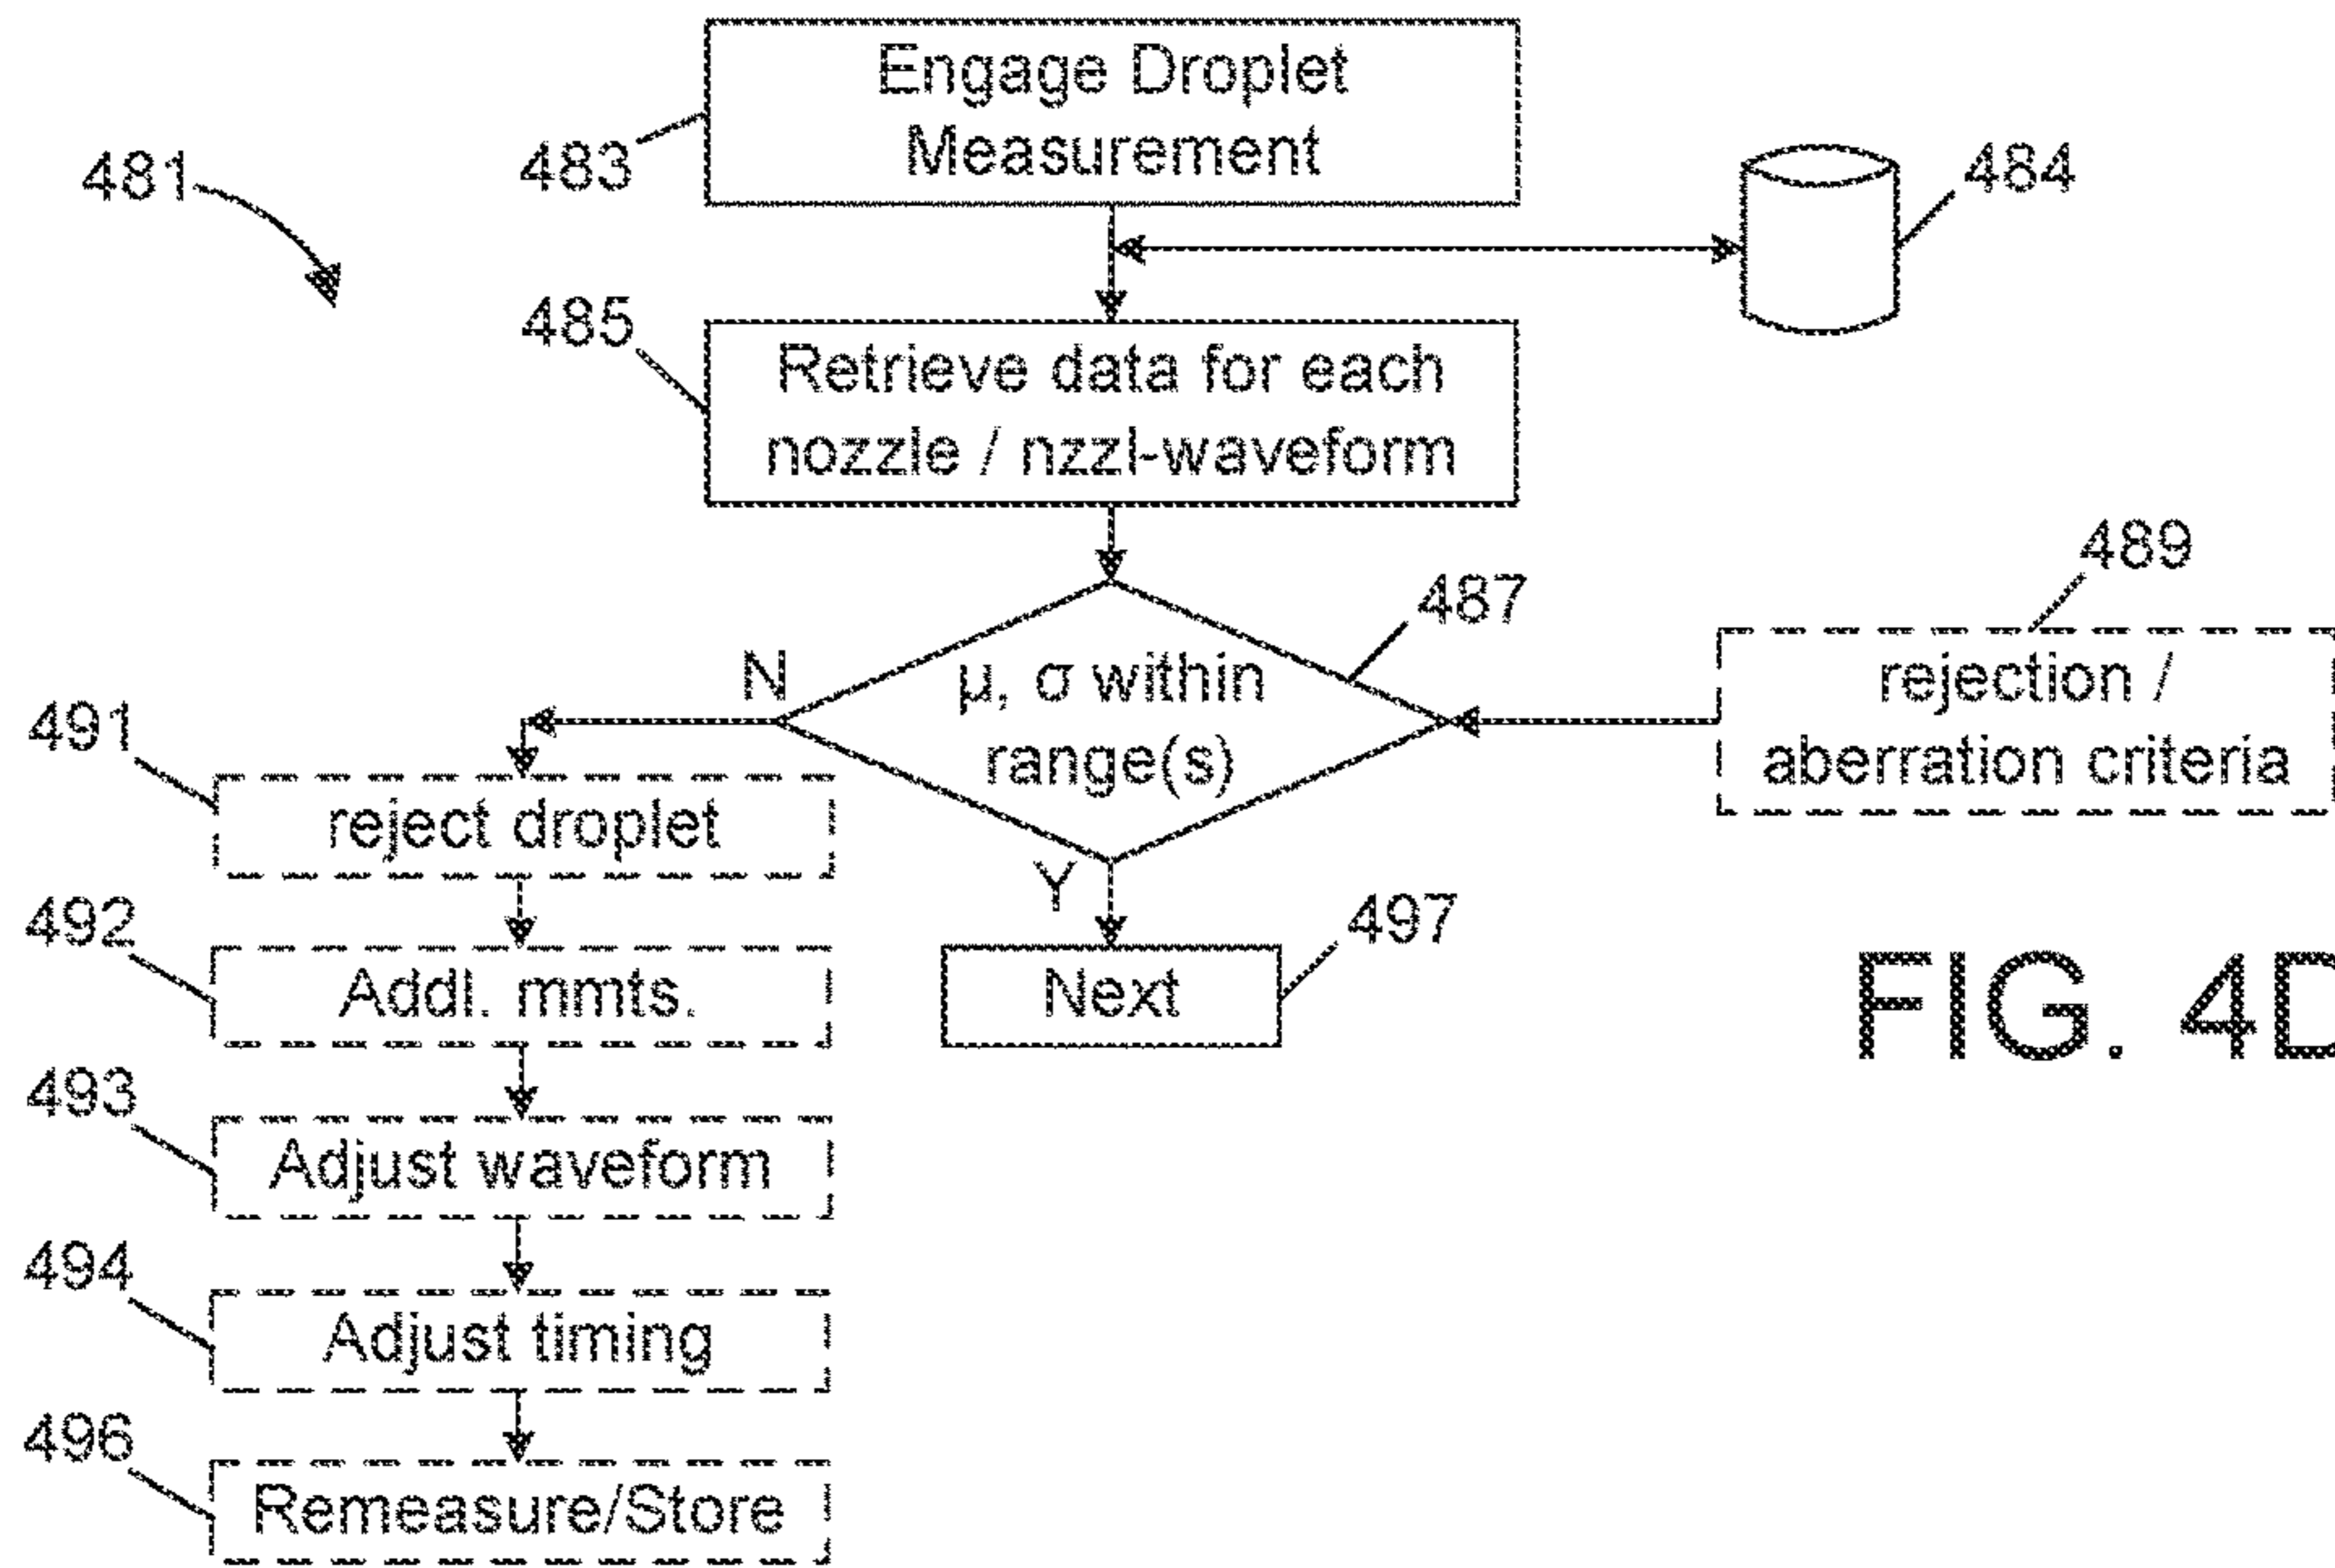 Engage Droplet
Measurement
481
483
484
485
Retrieve data for each
nozzle / nzzl-waveform
489
487
N
μ, σ within
range(s)
rejection /
aberration criteria
491
reject droplet
Y
492
497
Addl. mmts.
Next
FIG. 4D
493
Adjust waveform
494
Adjust timing
496
Remeasure/Store